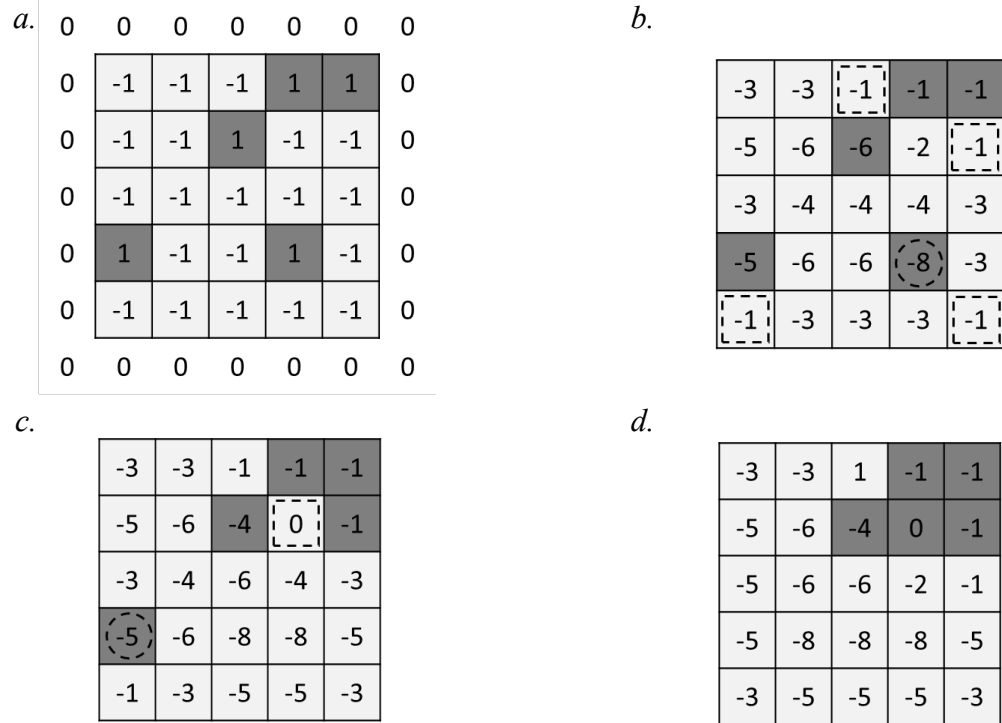 a.
0 0 0 0 0 0 0
0 -1 -1 -1 1 1 0
0 -1 -1 1 -1 -1 0
0 -1 -1 -1 -1 -1 0
0 1 -1 -1 1 -1 0
0 -1 -1 -1 -1 -1 0
0 0 0 0 0 0 0
b.
-3 -3 -1 -1 -1
-5 -6 -6 -2 -1
-3 -4 -4 -4 -3
-5 -6 -6 -8 -3
-1 -3 -3 -3 -1
c.
-3 -3 -1 -1 -1
-5 -6 -4 0 -1
-3 -4 -6 -4 -3
-5 -6 -8 -8 -5
-1 -3 -5 -5 -3
d.
-3 -3 1 -1 -1
-5 -6 -4 0 -1
-5 -6 -6 -2 -1
-5 -8 -8 -8 -5
-3 -5 -5 -5 -3